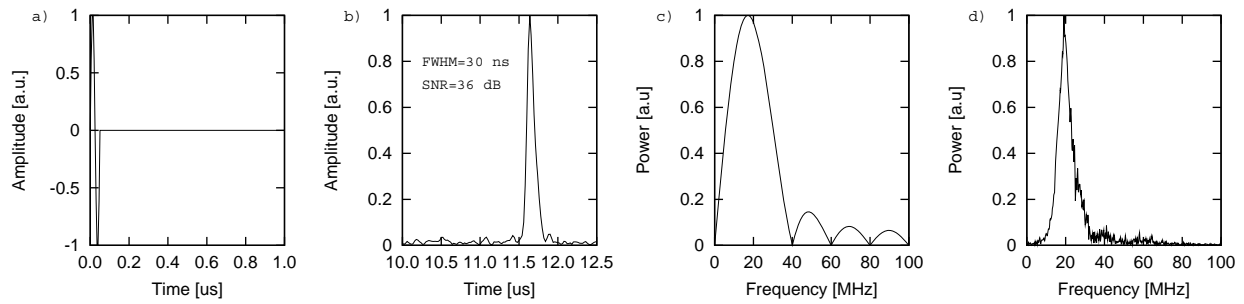 a)
Amplitude [a.u.]
1
0.5
0
-0.5
-1
0.0 0.2 0.4 0.6 0.8 1.0
Time [us]
b)
FWHM=30 ns
SNR=36 dB
Amplitude [a.u.]
1
0.8
0.6
0.4
0.2
0
10.0 10.5 11.0 11.5 12.0 12.5
Time [us]
c)
Power [a.u]
1
0.8
0.6
0.4
0.2
0
0 20 40 60 80 100
Frequency [MHz]
d)
Power [a.u]
1
0.8
0.6
0.4
0.2
0
0 20 40 60 80 100
Frequency [MHz]